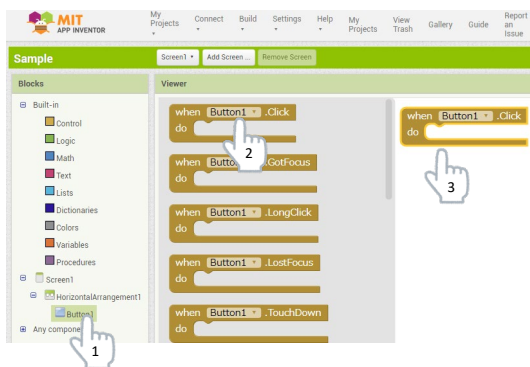 MIT
APP INVENTOR
My
Projects
Connect
Build
Settings
Help
My
Projects
View
Trash
Gallery
Guide
Report
an
Issue
Sample
Screen1
Add Screen ...
Remove Screen
Blocks
Viewer
Built-in
Control
Logic
Math
Text
Lists
Dictionaries
Colors
Variables
Procedures
Screen1
HorizontalArrangement1
Button1
Any compone
1
when Button1 .Click
do
2
when Butto .GotFocus
do
when Button1 .LongClick
do
when Button1 .LostFocus
do
when Button1 .TouchDown
do
when Button1 .Click
do
3